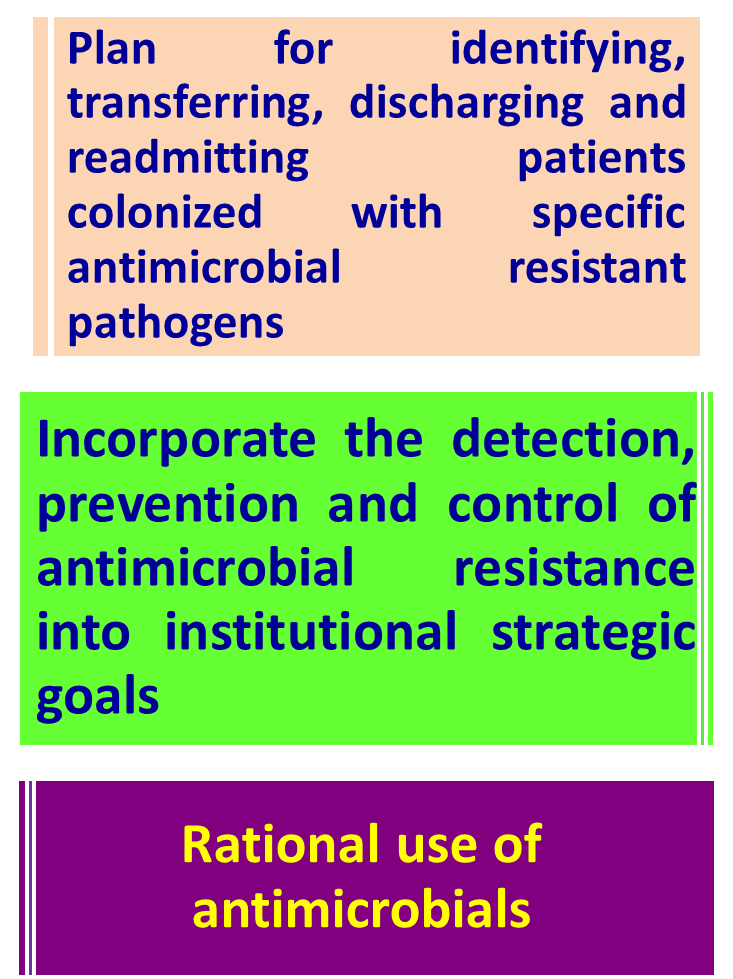 Plan for identifying,
transferring, discharging and
readmitting patients
colonized with specific
antimicrobial resistant
pathogens
Incorporate the detection,
prevention and control of
antimicrobial resistance
into institutional strategic
goals
Rational use of
antimicrobials